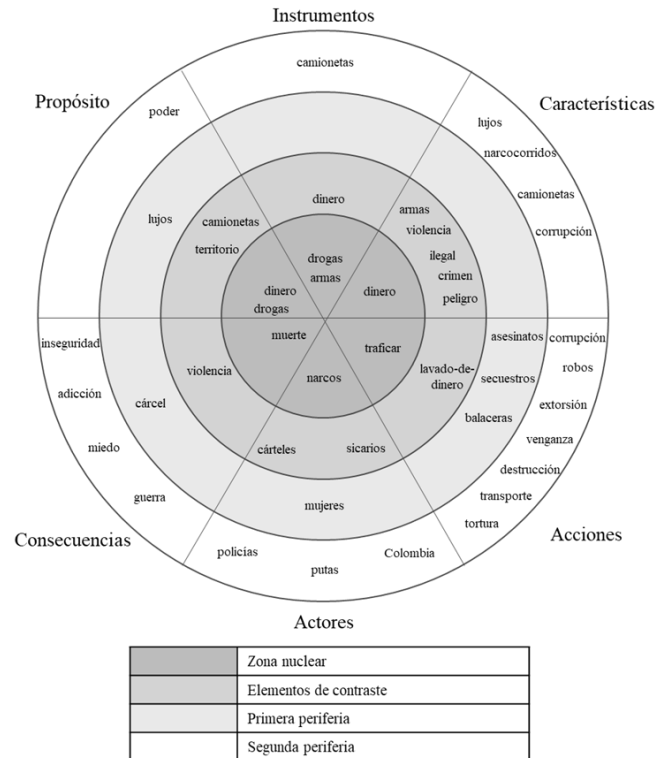 Instrumentos
camionetas
Propósito
Características
poder
lujos
narcocorridos
camionetas
corrupción
lujos
camionetas
territorio
dinero
armas
violencia
ilegal
crimen
peligro
drogas
armas
dinero
drogas
dinero
muerte
traficar
narcos
inseguridad
adicción
miedo
guerra
cárcel
violencia
cárteles
sicarios
lavado-de-
dinero
asesinatos
secuestros
balaceras
corrupción
robos
extorsión
venganza
destrucción
transporte
tortura
mujeres
policías
putas
Colombia
Consecuencias
Acciones
Actores
Zona nuclear
Elementos de contraste
Primera periferia
Segunda periferia